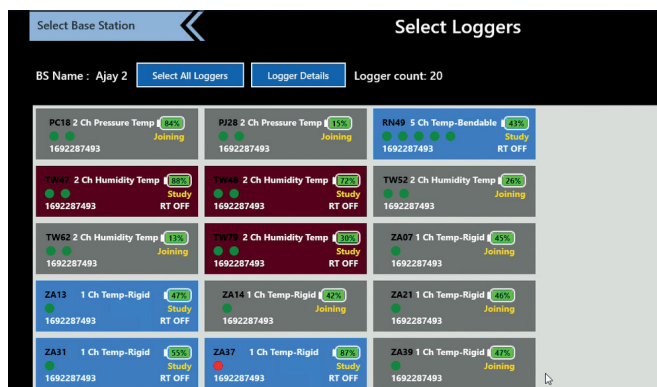 Select Base Station
Select Loggers
BS Name : Ajay 2
Select All Loggers
Logger Details
Logger count: 20
PC18 2 Ch Pressure Temp 84%
Joining
1692287493
PJ28 2 Ch Pressure Temp 15%
Joining
1692287493
RN49 5 Ch Temp-Bendable 43%
Study
1692287493 RT OFF
TW47 2 Ch Humidity Temp 88%
Study
1692287493 RT OFF
TW48 2 Ch Humidity Temp 72%
Study
1692287493 RT OFF
TW52 2 Ch Humidity Temp 26%
Joining
1692287493
TW62 2 Ch Humidity Temp 13%
Joining
1692287493
2 Ch Humidity Temp 30%
Study
1692287493 RT OFF
ZA07 1 Ch Temp-Rigid 45%
Joining
1692287493
ZA13 1 Ch Temp-Rigid 47%
Study
1692287493 RT OFF
ZA14 1 Ch Temp-Rigid 42%
Joining
1692287493
ZA21 1 Ch Temp-Rigid 46%
Joining
1692287493
ZA31 1 Ch Temp-Rigid 55%
Study
1692287493 RT OFF
ZA37 1 Ch Temp-Rigid 87%
Study
1692287493 RT OFF
ZA39 1 Ch Temp-Rigid 47%
Joining
1692287493